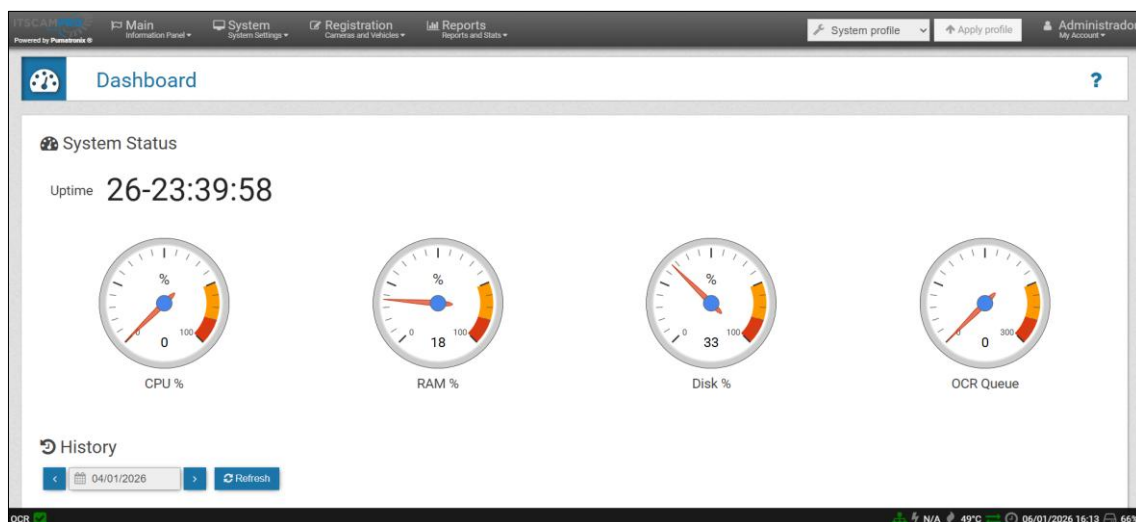 ITSCAMPRO
Powered by Pumatronix ®
Main
Information Panel
System
System Settings
Registration
Cameras and Vehicles
Reports
Reports and Stats
System profile
Apply profile
Administrador
My Account
Dashboard
?
System Status
Uptime 26-23:39:58
% % %
0 100 0 100 0 100 0 300
0 18 33 0
CPU % RAM % Disk % OCR Queue
History
04/01/2026 Refresh
OCR N/A 49°C 06/01/2026 16:13 66%